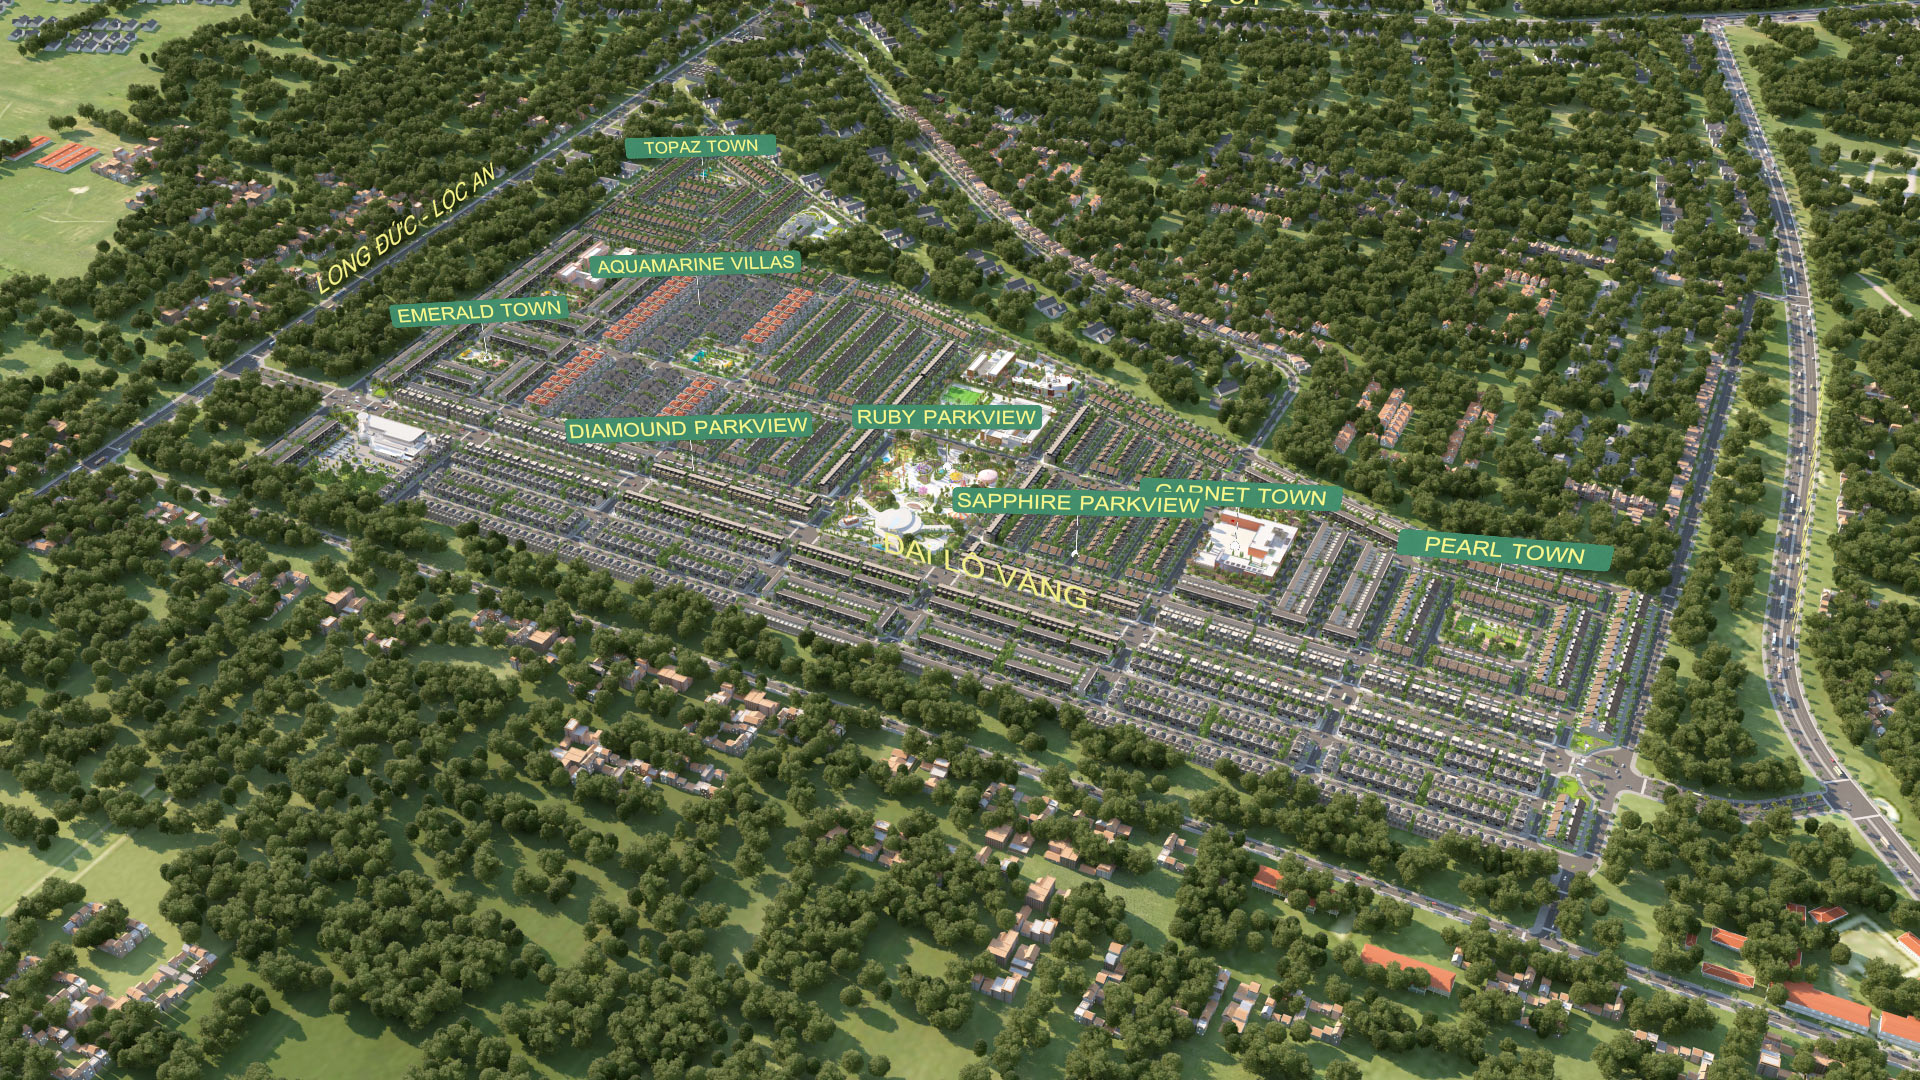 TOPAZ TOWN
LONG ĐỨC - LỘC AN
AQUAMARINE VILLAS
EMERALD TOWN
DIAMOUND PARKVIEW
RUBY PARKVIEW
GARNET TOWN
SAPPHIRE PARKVIEW
ĐẠI LỘ VÀNG
PEARL TOWN